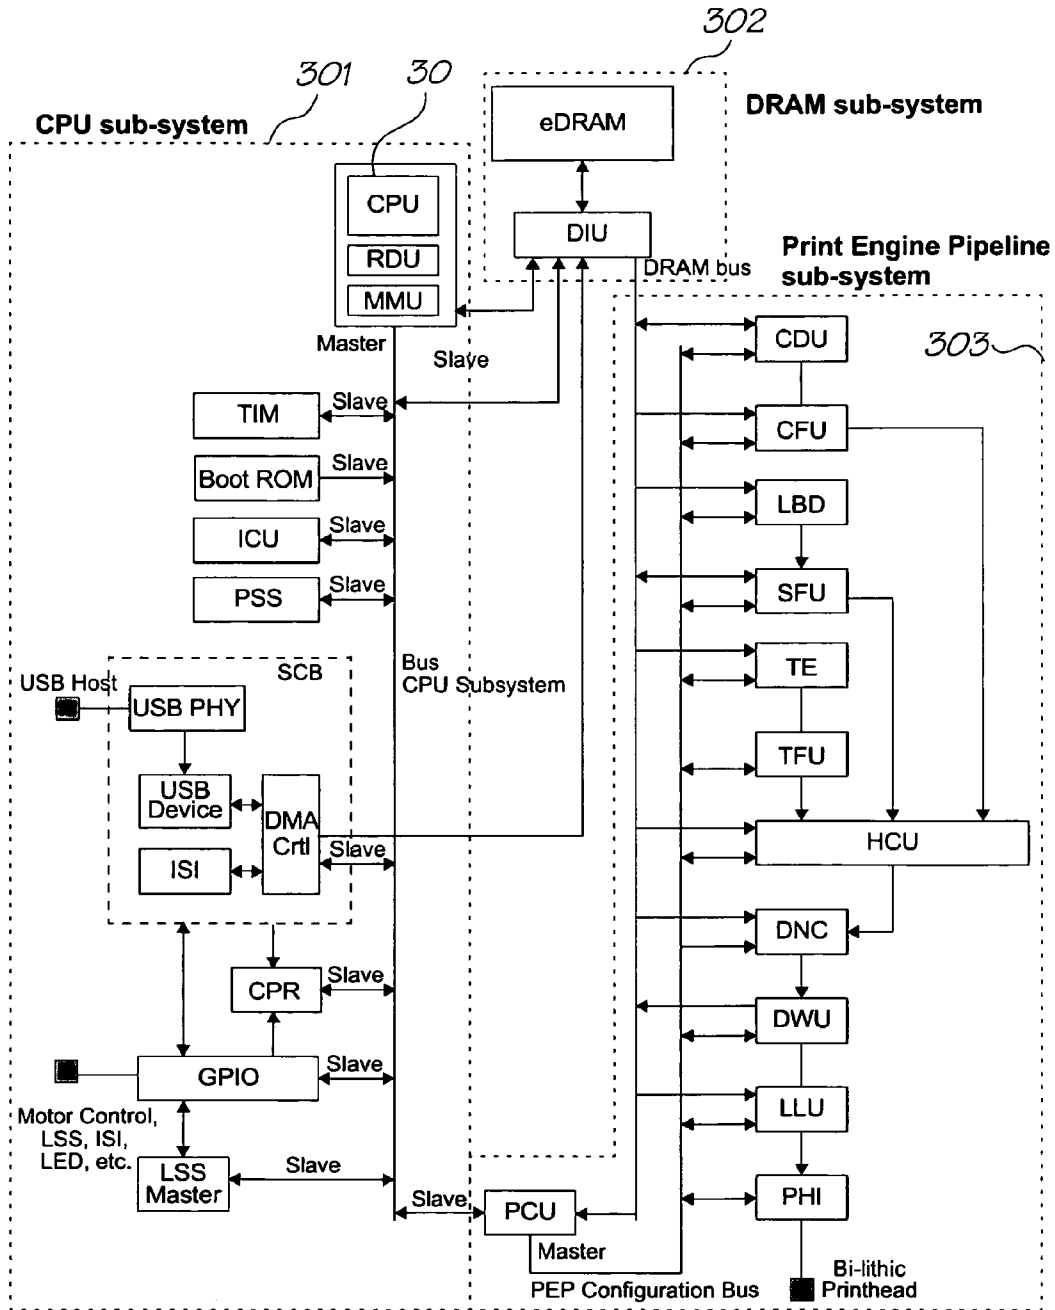 302
301
30
DRAM sub-system
CPU sub-system
eDRAM
CPU
DIU
RDU
Print Engine Pipeline
sub-system
DRAM bus
MMU
Master
Slave
CDU
303
TIM
Slave
CFU
Boot ROM
Slave
LBD
ICU
Slave
PSS
Slave
SFU
TE
Bus
CPU Subsystem
SCB
USB Host
USB PHY
TFU
USB
Device
DMA
Crtl
Slave
ISI
HCU
DNC
CPR
Slave
DWU
GPIO
Slave
Motor Control,
LSS, ISI,
LED, etc.
LLU
LSS
Master
Slave
PHI
Slave
PCU
Master
PEP Configuration Bus
Bi-lithic
Printhead